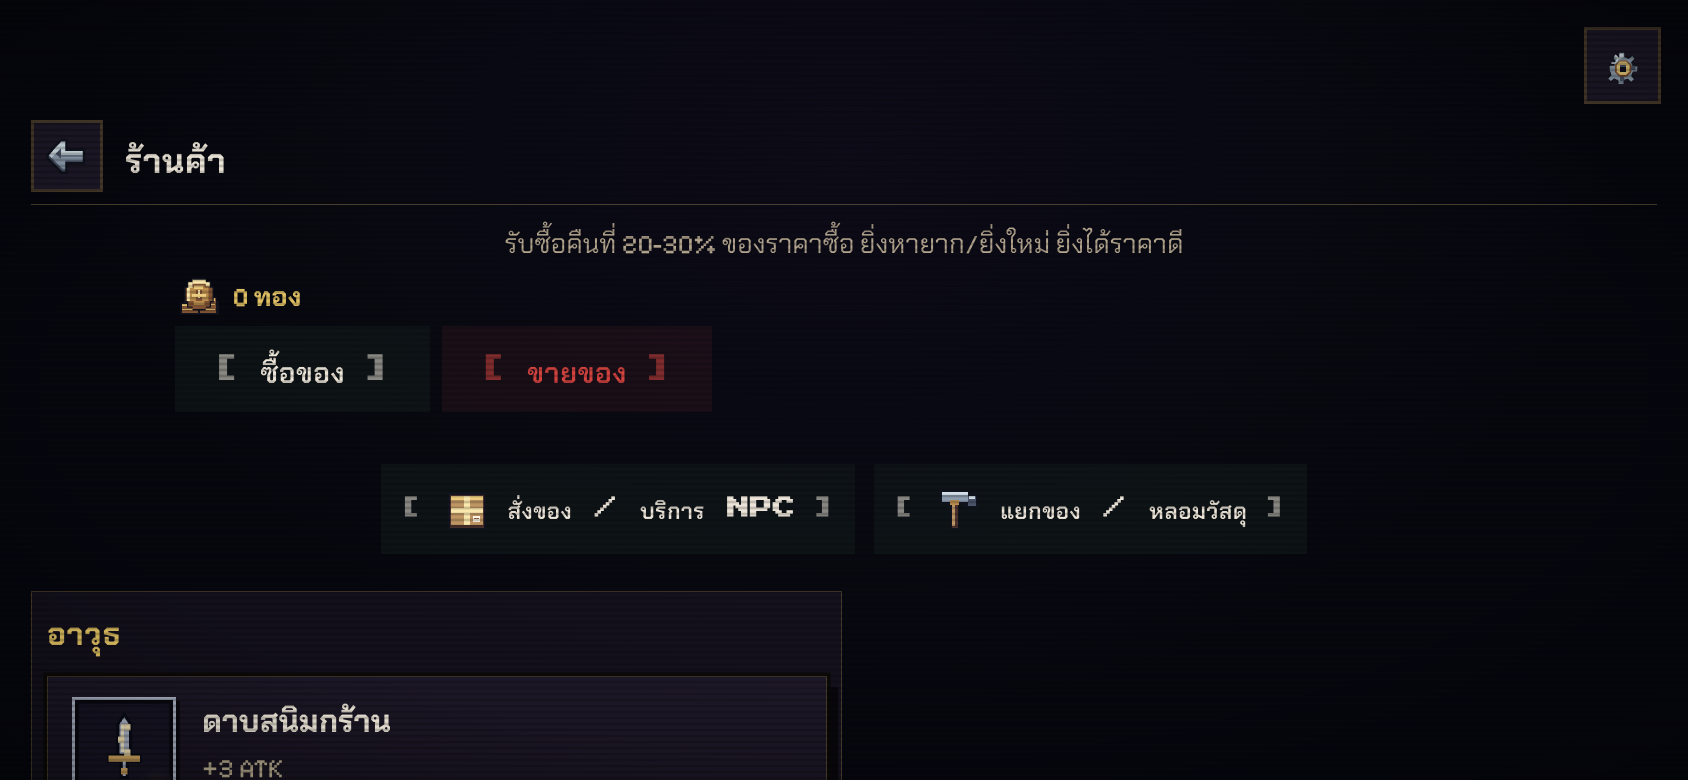 ร้านค้า
รับซื้อคืนที่ 20-30% ของราคาซื้อ ยิ่งหายาก/ยิ่งใหม่ ยิ่งได้ราคาดี
0 ทอง
[ ซื้อของ ] [ ขายของ ]
[ สั่งของ / บริการ NPC ] [ แยกของ / หลอมวัสดุ ]
อาวุธ
ดาบสนิมกร้าน
+3 ATK